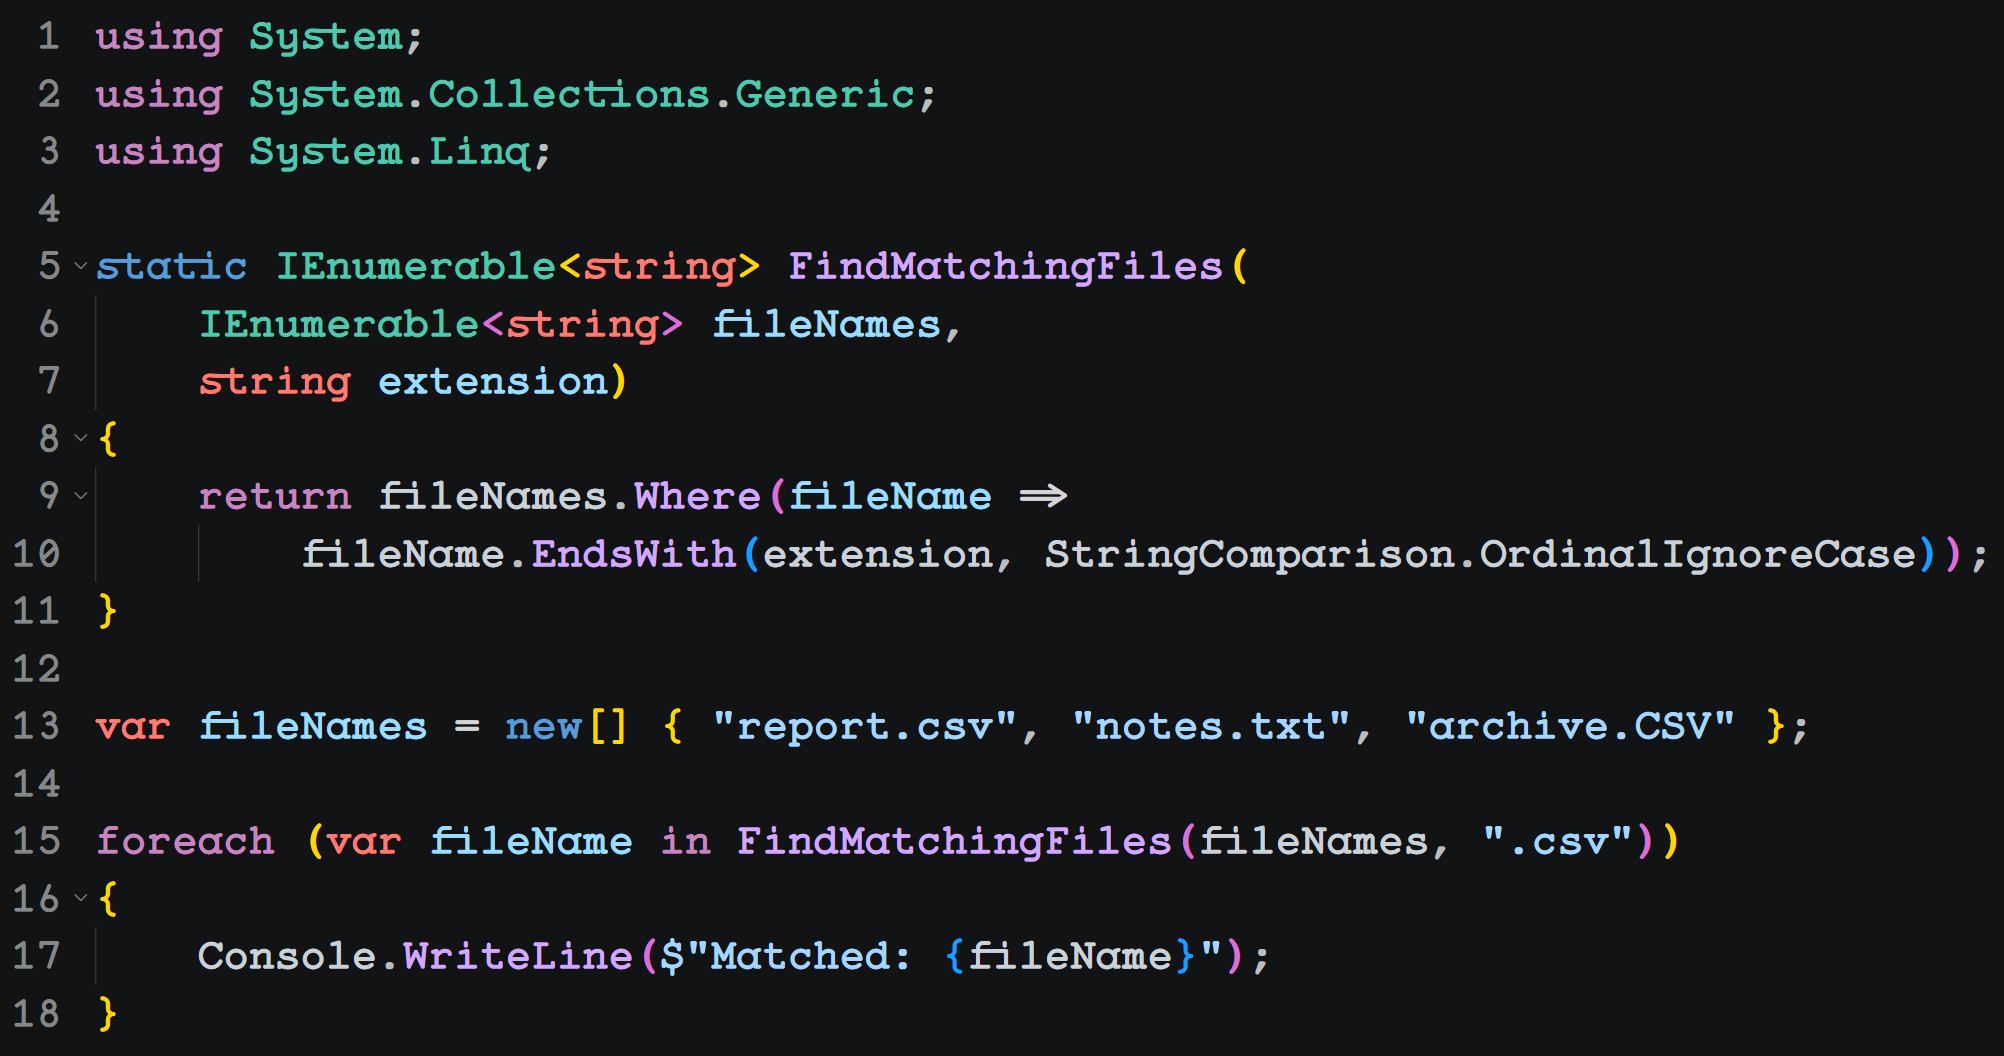 1 using System;
2 using System.Collections.Generic;
3 using System.Linq;
4
5 static IEnumerable<string> FindMatchingFiles(
6     IEnumerable<string> fileNames,
7     string extension)
8 {
9     return fileNames.Where(fileName =>
10         fileName.EndsWith(extension, StringComparison.OrdinalIgnoreCase));
11 }
12
13 var fileNames = new[] { "report.csv", "notes.txt", "archive.CSV" };
14
15 foreach (var fileName in FindMatchingFiles(fileNames, ".csv"))
16 {
17     Console.WriteLine($"Matched: {fileName}");
18 }